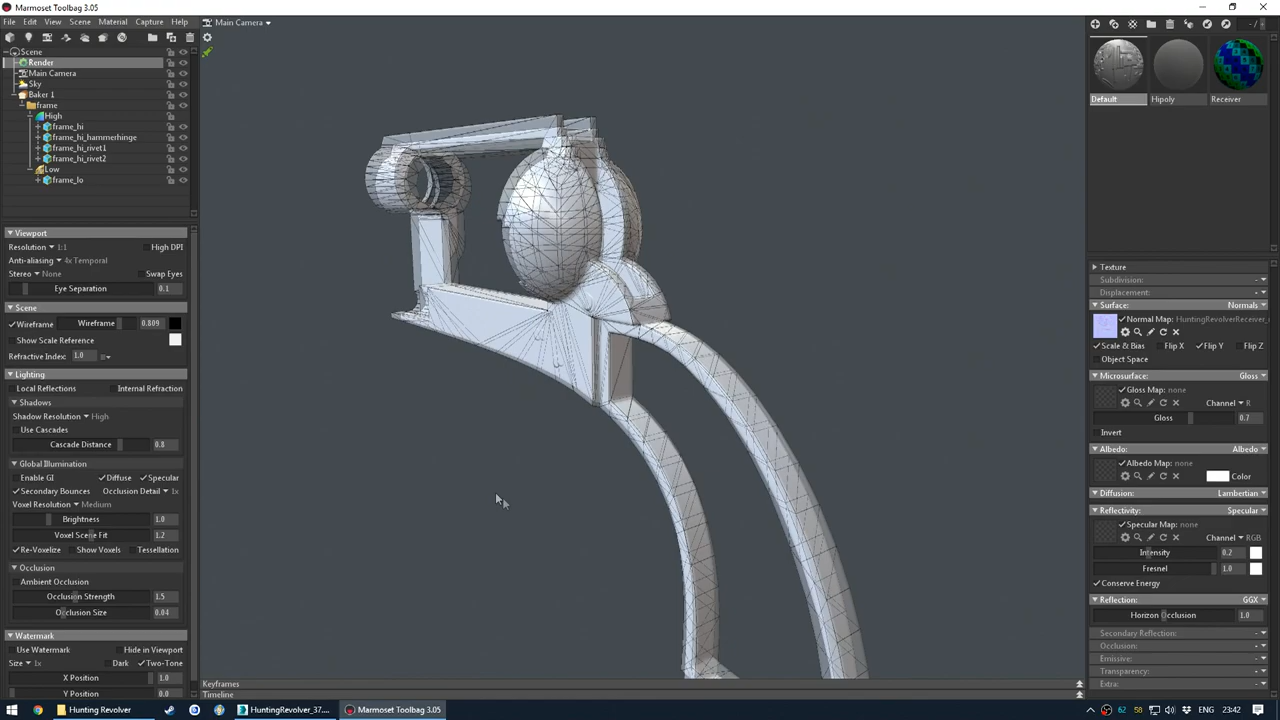 Marmoset Toolbag 3.05
File Edit View Scene Material Capture Help
Main Camera
Scene
Render
Main Camera
Sky
Baker 1
frame
High
frame_hi
frame_hi_hammerhinge
frame_hi_rivet1
frame_hi_rivet2
Low
frame_lo
Viewport
Resolution 1:1 High DPI
Anti-aliasing 4x Temporal
Stereo None Swap Eyes
Eye Separation 0.1
Scene
Wireframe Wireframe 0.809
Show Scale Reference
Refractive Index: 1.0
Lighting
Local Reflections Internal Refraction
Shadows
Shadow Resolution High
Use Cascades
Cascade Distance 0.8
Global Illumination
Enable GI Diffuse Specular
Secondary Bounces Occlusion Detail 1x
Voxel Resolution Medium
Brightness 1.0
Voxel Scene Fit 1.2
Re-Voxelize Show Voxels Tessellation
Occlusion
Ambient Occlusion
Occlusion Strength 1.5
Occlusion Size 0.04
Watermark
Use Watermark Hide in Viewport
Size 1x Dark Two-Tone
X Position 1.0
Y Position 0.0
Keyframes
Timeline
Default Hipoly Receiver
Texture
Subdivision:
Displacement:
Surface: Normals
Normal Map: HuntingRevolverReceiver_
Scale & Bias Flip X Flip Y Flip Z
Object Space
Microsurface: Gloss
Gloss Map: none
Channel R
Gloss 0.7
Invert
Albedo: Albedo
Albedo Map: none
Color
Diffusion: Lambertian
Reflectivity: Specular
Specular Map: none
Channel RGB
Intensity 0.2
Fresnel 1.0
Conserve Energy
Reflection: GGX
Horizon Occlusion 1.0
Secondary Reflection:
Occlusion:
Emissive:
Transparency:
Extra:
Hunting Revolver HuntingRevolver_37.... Marmoset Toolbag 3.05 62 58 ENG 23:42